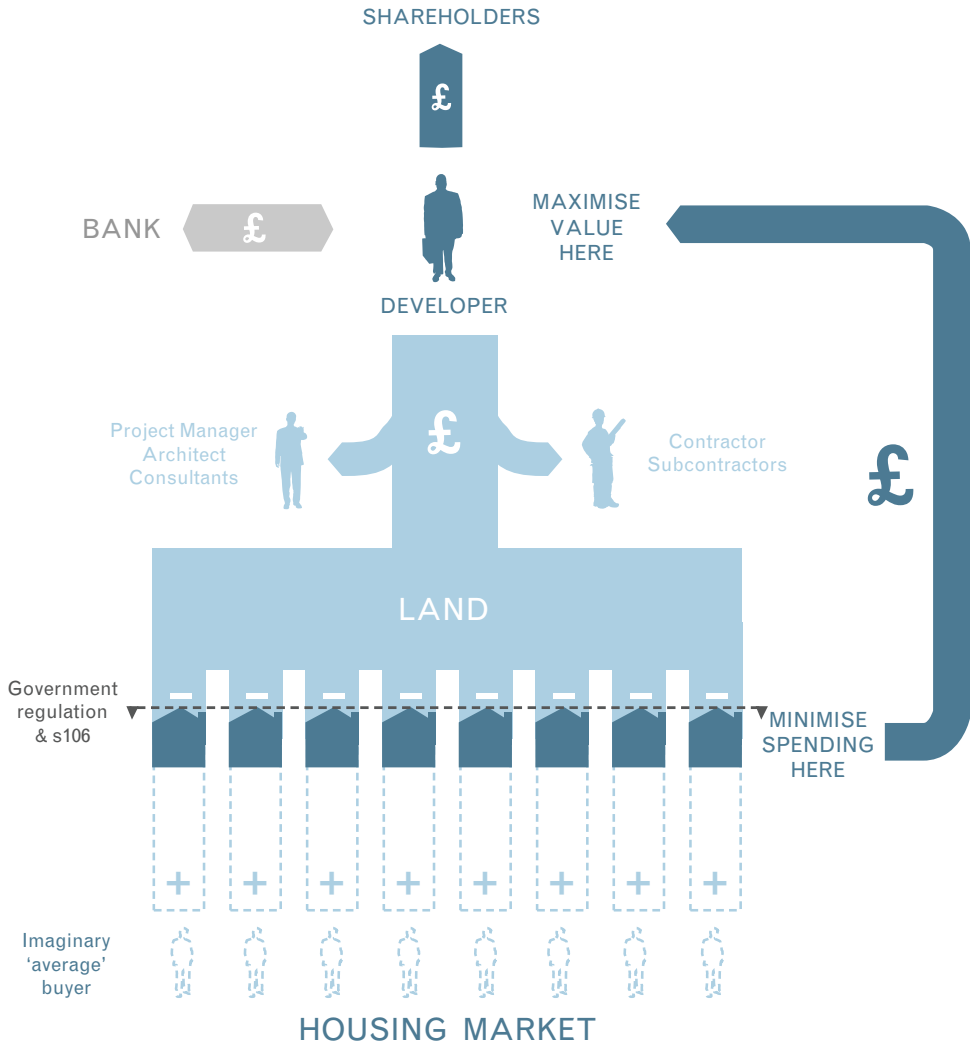 SHAREHOLDERS
£
BANK
£
MAXIMISE
VALUE
HERE
DEVELOPER
Project Manager
Architect
Consultants
£
Contractor
Subcontractors
£
LAND
Government
regulation
& s106
MINIMISE
SPENDING
HERE
Imaginary
‘average’
buyer
HOUSING MARKET